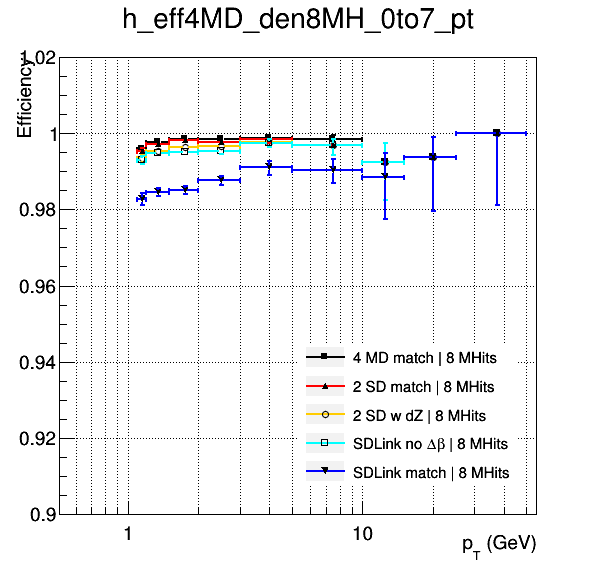 h_eff4MD_den8MH_0to7_pt
Efficiency
1.02
1
0.98
0.96
0.94
0.92
0.9
4 MD match | 8 MHits
2 SD match | 8 MHits
2 SD w dZ | 8 MHits
SDLink no Δβ | 8 MHits
SDLink match | 8 MHits
1
10
p_T (GeV)